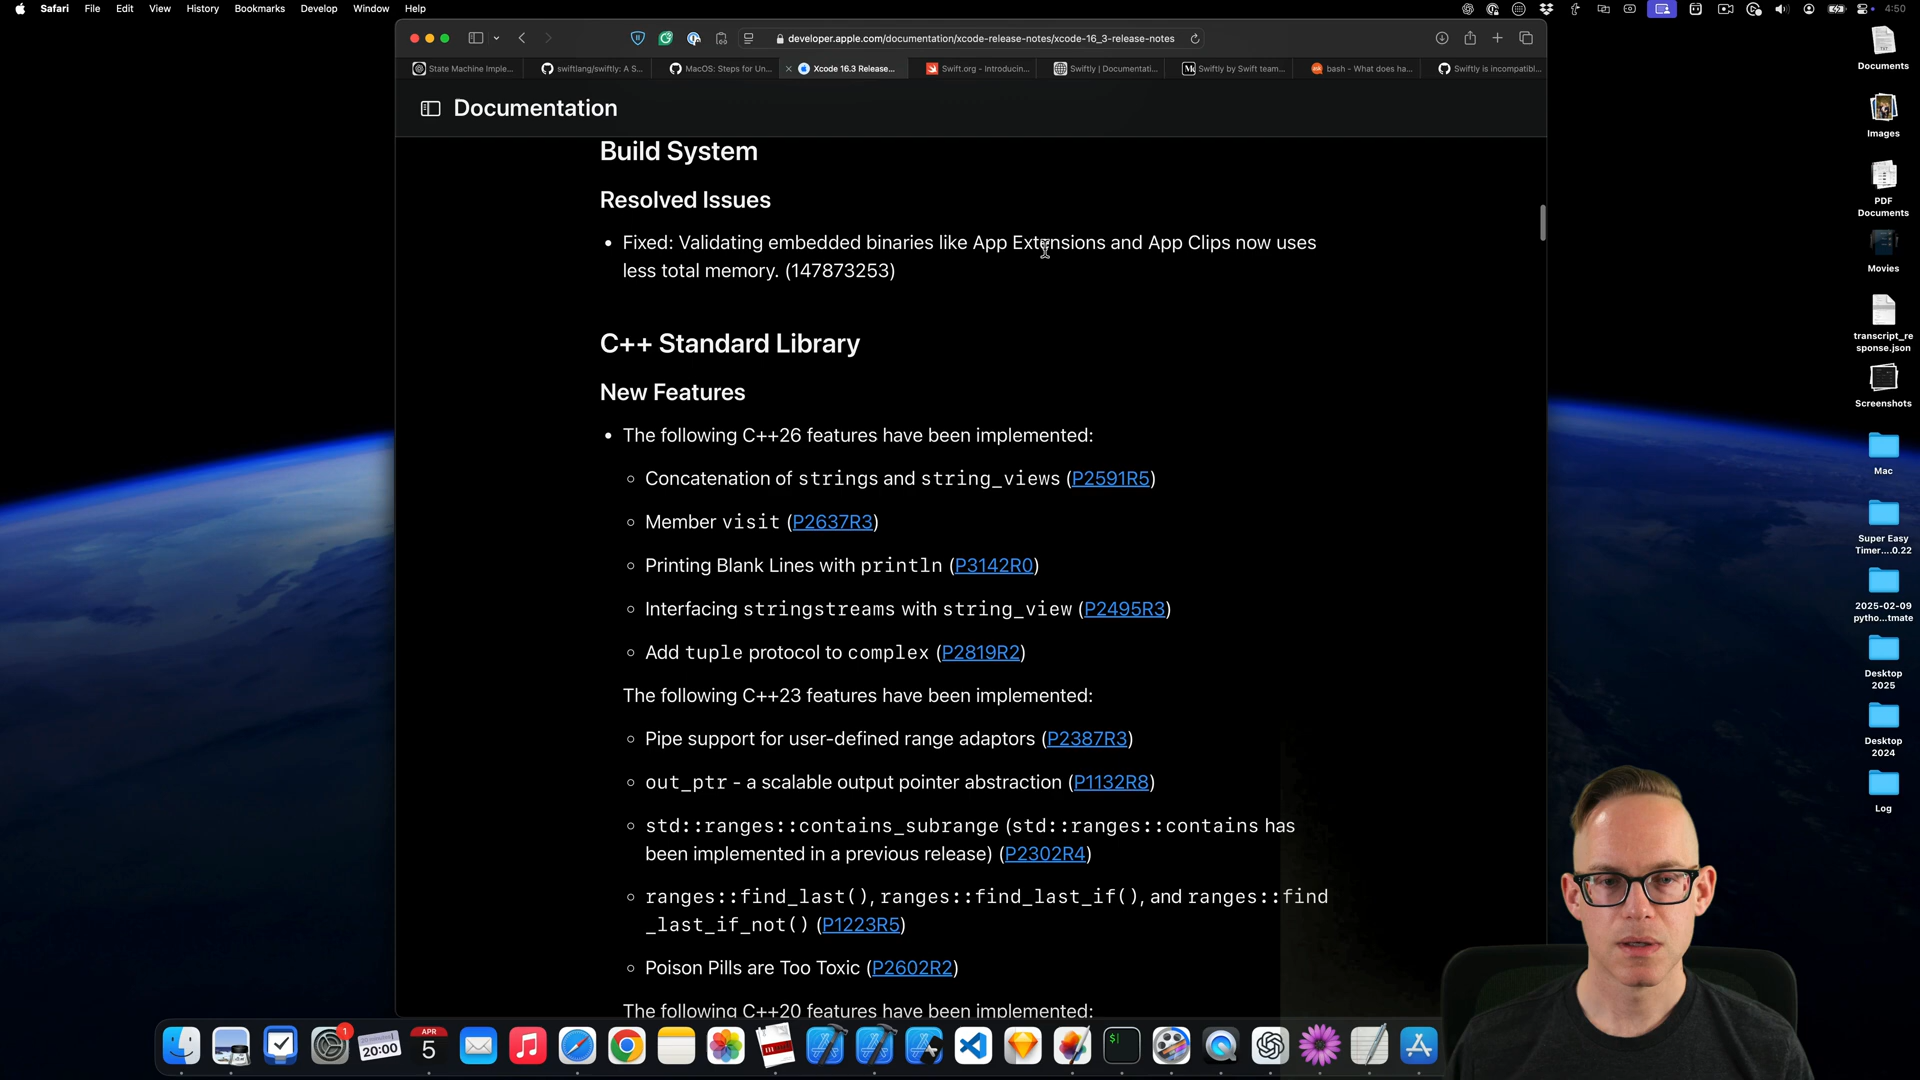 Safari File Edit View History Bookmarks Develop Window Help 4:50
developer.apple.com/documentation/xcode-release-notes/xcode-16_3-release-notes
State Machine Imple...
swiftlang/swiftly: A S...
MacOS: Steps for Un...
Xcode 16.3 Release...
Swift.org - Introducin...
Swiftly | Documentati...
Swiftly by Swift team...
bash - What does ha...
Swiftly is incompatibl...
Documentation
Build System
Resolved Issues
• Fixed: Validating embedded binaries like App Extensions and App Clips now uses
less total memory. (147873253)
C++ Standard Library
New Features
• The following C++26 features have been implemented:
◦ Concatenation of strings and string_views (P2591R5)
◦ Member visit (P2637R3)
◦ Printing Blank Lines with println (P3142R0)
◦ Interfacing stringstreams with string_view (P2495R3)
◦ Add tuple protocol to complex (P2819R2)
The following C++23 features have been implemented:
◦ Pipe support for user-defined range adaptors (P2387R3)
◦ out_ptr - a scalable output pointer abstraction (P1132R8)
◦ std::ranges::contains_subrange (std::ranges::contains has
been implemented in a previous release) (P2302R4)
◦ ranges::find_last(), ranges::find_last_if(), and ranges::find
_last_if_not() (P1223R5)
◦ Poison Pills are Too Toxic (P2602R2)
The following C++20 features have been implemented:
TXT
Documents
Images
PDF
Documents
Movies
transcript_re
sponse.json
Screenshots
Mac
Super Easy
Timer....0.22
2025-02-09
pytho...tmate
Desktop
2025
Desktop
2024
Log
1
20:00
APR
5
$